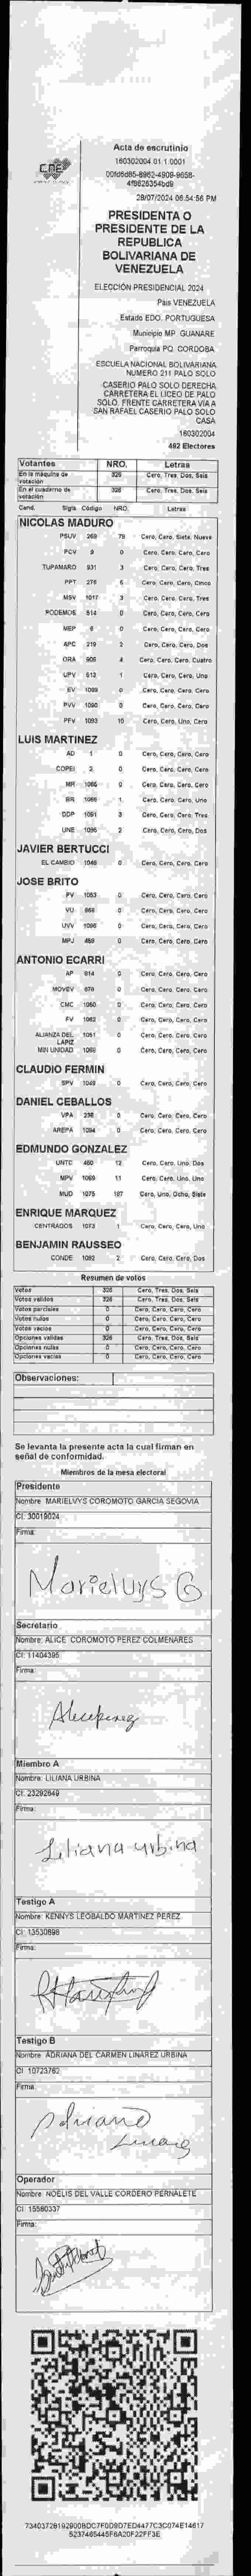 CNE
Acta de escrutinio
160302004.01.1.0001
28/07/2024 06:54:56 PM
PRESIDENTA O
PRESIDENTE DE LA
REPUBLICA
BOLIVARIANA DE
VENEZUELA
ELECCIÓN PRESIDENCIAL 2024
Pais VENEZUELA
Estado EDO. PORTUGUESA
Municipio MP. GUANARE
Parroquia PQ. CORDOBA
ESCUELA NACIONAL BOLIVARIANA
NUMERO 211 PALO SOLO
CASERIO PALO SOLO DERECHA
CARRETERA EL LICEO DE PALO
SOLO. FRENTE CARRETERA VIA A
SAN RAFAEL CASERIO PALO SOLO
CASA
160302004
492 Electores
Votantes NRO. Letras
En la máquina de votación 326 Cero, Tres, Dos, Seis
En el cuaderno de votación 326 Cero, Tres, Dos, Seis
Cand. Sigla Código NRO. Letras
NICOLAS MADURO
PSUV 269 79 Cero, Cero, Siete, Nueve
PCV 9 0 Cero, Cero, Cero, Cero
TUPAMARO 931 3 Cero, Cero, Cero, Tres
PPT 276 5 Cero, Cero, Cero, Cinco
MSV 1017 3 Cero, Cero, Cero, Tres
PODEMOS 514 0 Cero, Cero, Cero, Cero
MEP 6 0 Cero, Cero, Cero, Cero
APC 219 2 Cero, Cero, Cero, Dos
ORA 906 4 Cero, Cero, Cero, Cuatro
UPV 613 1 Cero, Cero, Cero, Uno
EV 1089 0 Cero, Cero, Cero, Cero
PVV 1090 0 Cero, Cero, Cero, Cero
PFV 1093 10 Cero, Cero, Uno, Cero
LUIS MARTINEZ
AD 1 0 Cero, Cero, Cero, Cero
COPEI 2 0 Cero, Cero, Cero, Cero
MR 1065 0 Cero, Cero, Cero, Cero
BR 1066 1 Cero, Cero, Cero, Uno
DDP 1091 3 Cero, Cero, Cero, Tres
UNE 1096 2 Cero, Cero, Cero, Dos
JAVIER BERTUCCI
EL CAMBIO 1048 0 Cero, Cero, Cero, Cero
JOSE BRITO
PV 1053 0 Cero, Cero, Cero, Cero
VU 868 0 Cero, Cero, Cero, Cero
UVV 1086 0 Cero, Cero, Cero, Cero
MPJ 459 0 Cero, Cero, Cero, Cero
ANTONIO ECARRI
AP 914 0 Cero, Cero, Cero, Cero
MOVEV 670 0 Cero, Cero, Cero, Cero
CMC 1050 0 Cero, Cero, Cero, Cero
FV 1062 0 Cero, Cero, Cero, Cero
ALIANZA DEL LAPIZ 1051 0 Cero, Cero, Cero, Cero
MIN UNIDAD 1069 0 Cero, Cero, Cero, Cero
CLAUDIO FERMIN
SPV 1049 0 Cero, Cero, Cero, Cero
DANIEL CEBALLOS
VPA 238 0 Cero, Cero, Cero, Cero
AREPA 1094 0 Cero, Cero, Cero, Cero
EDMUNDO GONZALEZ
UNTC 460 12 Cero, Cero, Uno, Dos
MPV 1069 11 Cero, Cero, Uno, Uno
MUD 1075 187 Cero, Uno, Ocho, Siete
ENRIQUE MARQUEZ
CENTRADOS 1073 1 Cero, Cero, Cero, Uno
BENJAMIN RAUSSEO
CONDE 1082 2 Cero, Cero, Cero, Dos
Resumen de votos
Votos 326 Cero, Tres, Dos, Seis
Votos validos 326 Cero, Tres, Dos, Seis
Votos parciales 0 Cero, Cero, Cero, Cero
Votos nulos 0 Cero, Cero, Cero, Cero
Votos vacios 0 Cero, Cero, Cero, Cero
Opciones validas 326 Cero, Tres, Dos, Seis
Opciones nulas 0 Cero, Cero, Cero, Cero
Opciones vacias 0 Cero, Cero, Cero, Cero
Observaciones:
Se levanta la presente acta la cual firman en
señal de conformidad.
Miembros de la mesa electoral
Presidente
Nombre: MARIELVYS COROMOTO GARCIA SEGOVIA
CI: 30019024
Firma:
Marieluys G
Secretario
Nombre: ALICE COROMOTO PEREZ COLMENARES
CI: 11404395
Firma:
Alice perez
Miembro A
Nombre: LILIANA URBINA
CI: 23292649
Firma:
Liliana urbina
Testigo A
Nombre: KENNYS LEOBALDO MARTINEZ PEREZ
CI: 13530898
Firma:
Testigo B
Nombre: ADRIANA DEL CARMEN LINAREZ URBINA
CI: 10723762
Firma:
Adriana
Linarez
Operador
Nombre: NOELIS DEL VALLE CORDERO PERNALETE
CI: 15580337
Firma: